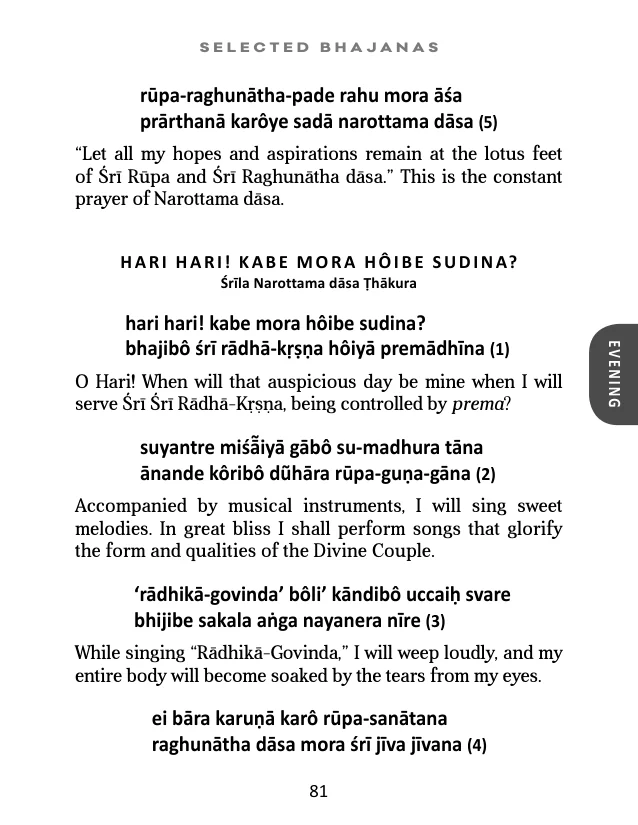 SELECTED BHAJANAS
rūpa-raghunātha-pade rahu mora āśa
prārthanā karôye sadā narottama dāsa (5)
“Let all my hopes and aspirations remain at the lotus feet
of Śrī Rūpa and Śrī Raghunātha dāsa.” This is the constant
prayer of Narottama dāsa.
HARI HARI! KABE MORA HÔIBE SUDINA?
Śrīla Narottama dāsa Ṭhākura
hari hari! kabe mora hôibe sudina?
bhajibô śrī rādhā-kṛṣṇa hôiyā premādhīna (1)
O Hari! When will that auspicious day be mine when I will
serve Śrī Śrī Rādhā-Kṛṣṇa, being controlled by prema?
EVENING
suyantre miśā̃iyā gābô su-madhura tāna
ānande kôribô dũhāra rūpa-guṇa-gāna (2)
Accompanied by musical instruments, I will sing sweet
melodies. In great bliss I shall perform songs that glorify
the form and qualities of the Divine Couple.
‘rādhikā-govinda’ bôli’ kāndibô uccaiḥ svare
bhijibe sakala aṅga nayanera nīre (3)
While singing “Rādhikā-Govinda,” I will weep loudly, and my
entire body will become soaked by the tears from my eyes.
ei bāra karuṇā karô rūpa-sanātana
raghunātha dāsa mora śrī jīva jīvana (4)
81